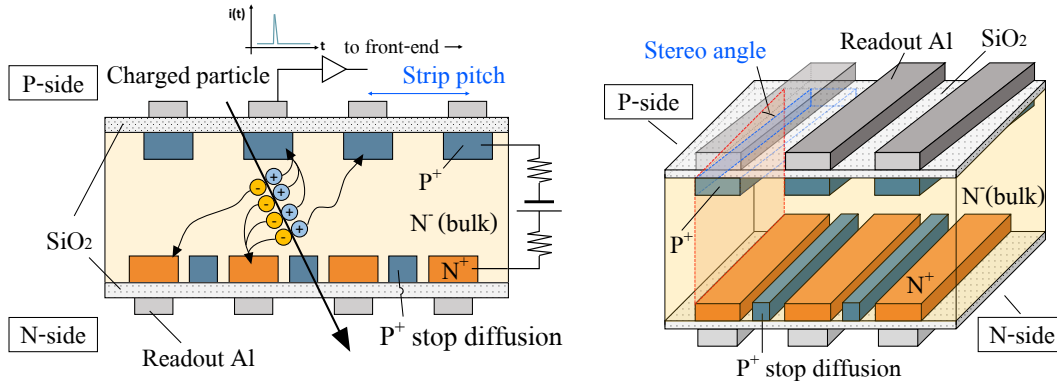 i(t)
t
to front-end
P-side
Charged particle
Strip pitch
P⁺
N⁻(bulk)
SiO₂
N⁺
N-side
Readout Al
P⁺ stop diffusion
Readout Al
SiO₂
Stereo angle
P-side
P⁺
N⁻(bulk)
N⁺
N-side
P⁺ stop diffusion
+
+
+
+
-
-
-
-